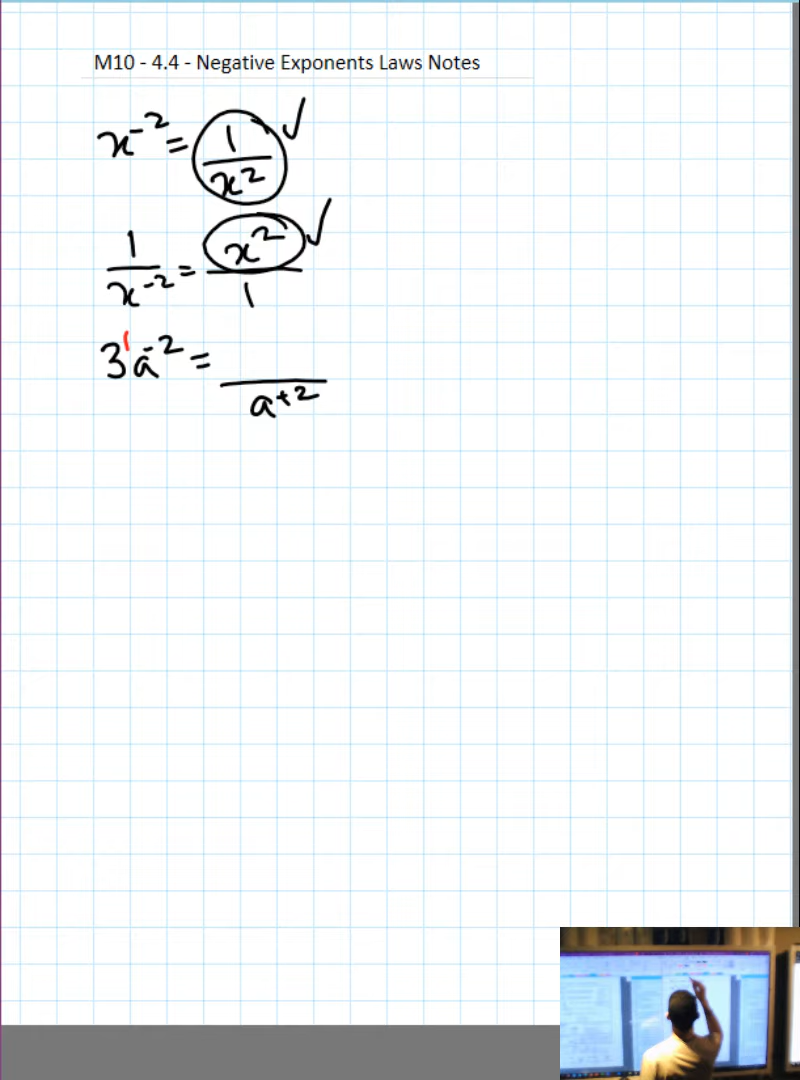 M10 - 4.4 - Negative Exponents Laws Notes
x⁻² = 1/x² ✓
1/x⁻² = x²/1 ✓
3¹a⁻² = /a⁺²